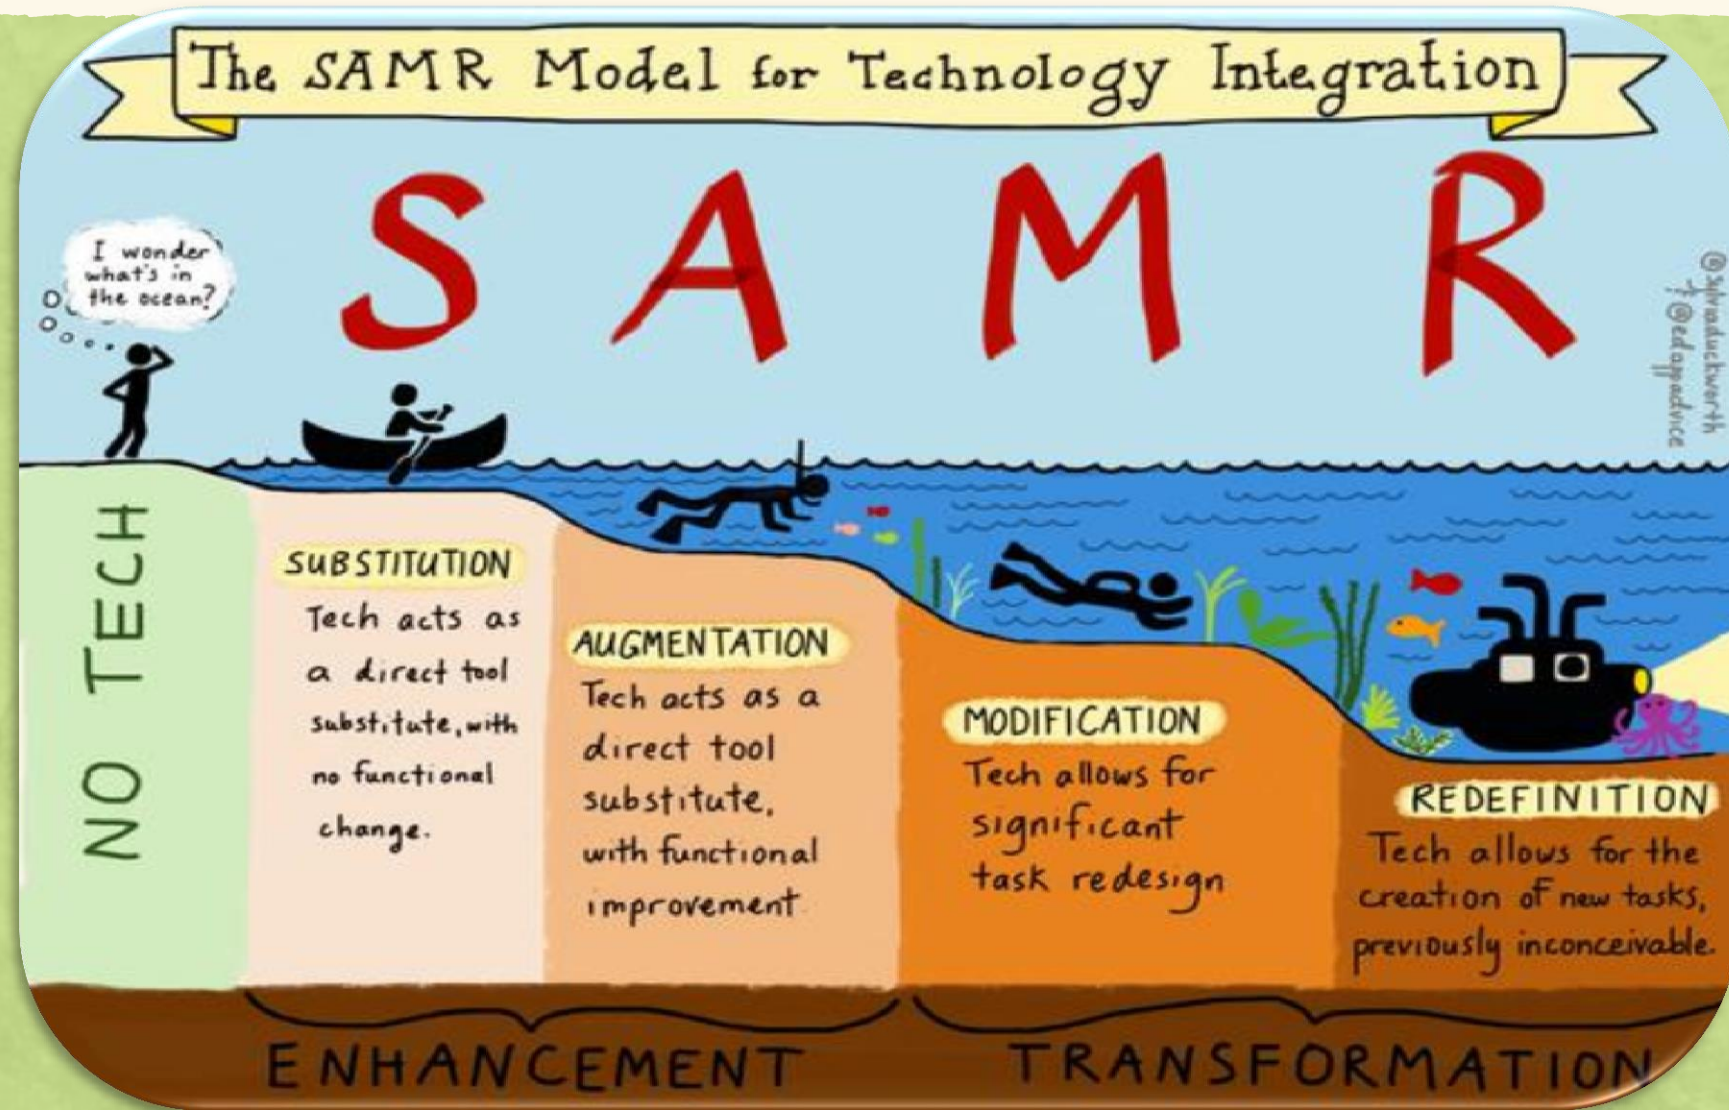 The SAMR Model for Technology Integration
S A M R
I wonder
what's in
the ocean?
@sylviaduckworth
+ @edappadvice
NO TECH
SUBSTITUTION
Tech acts as
a direct tool
substitute, with
no functional
change.
AUGMENTATION
Tech acts as a
direct tool
substitute,
with functional
improvement
MODIFICATION
Tech allows for
significant
task redesign
REDEFINITION
Tech allows for the
creation of new tasks,
previously inconceivable.
ENHANCEMENT
TRANSFORMATION